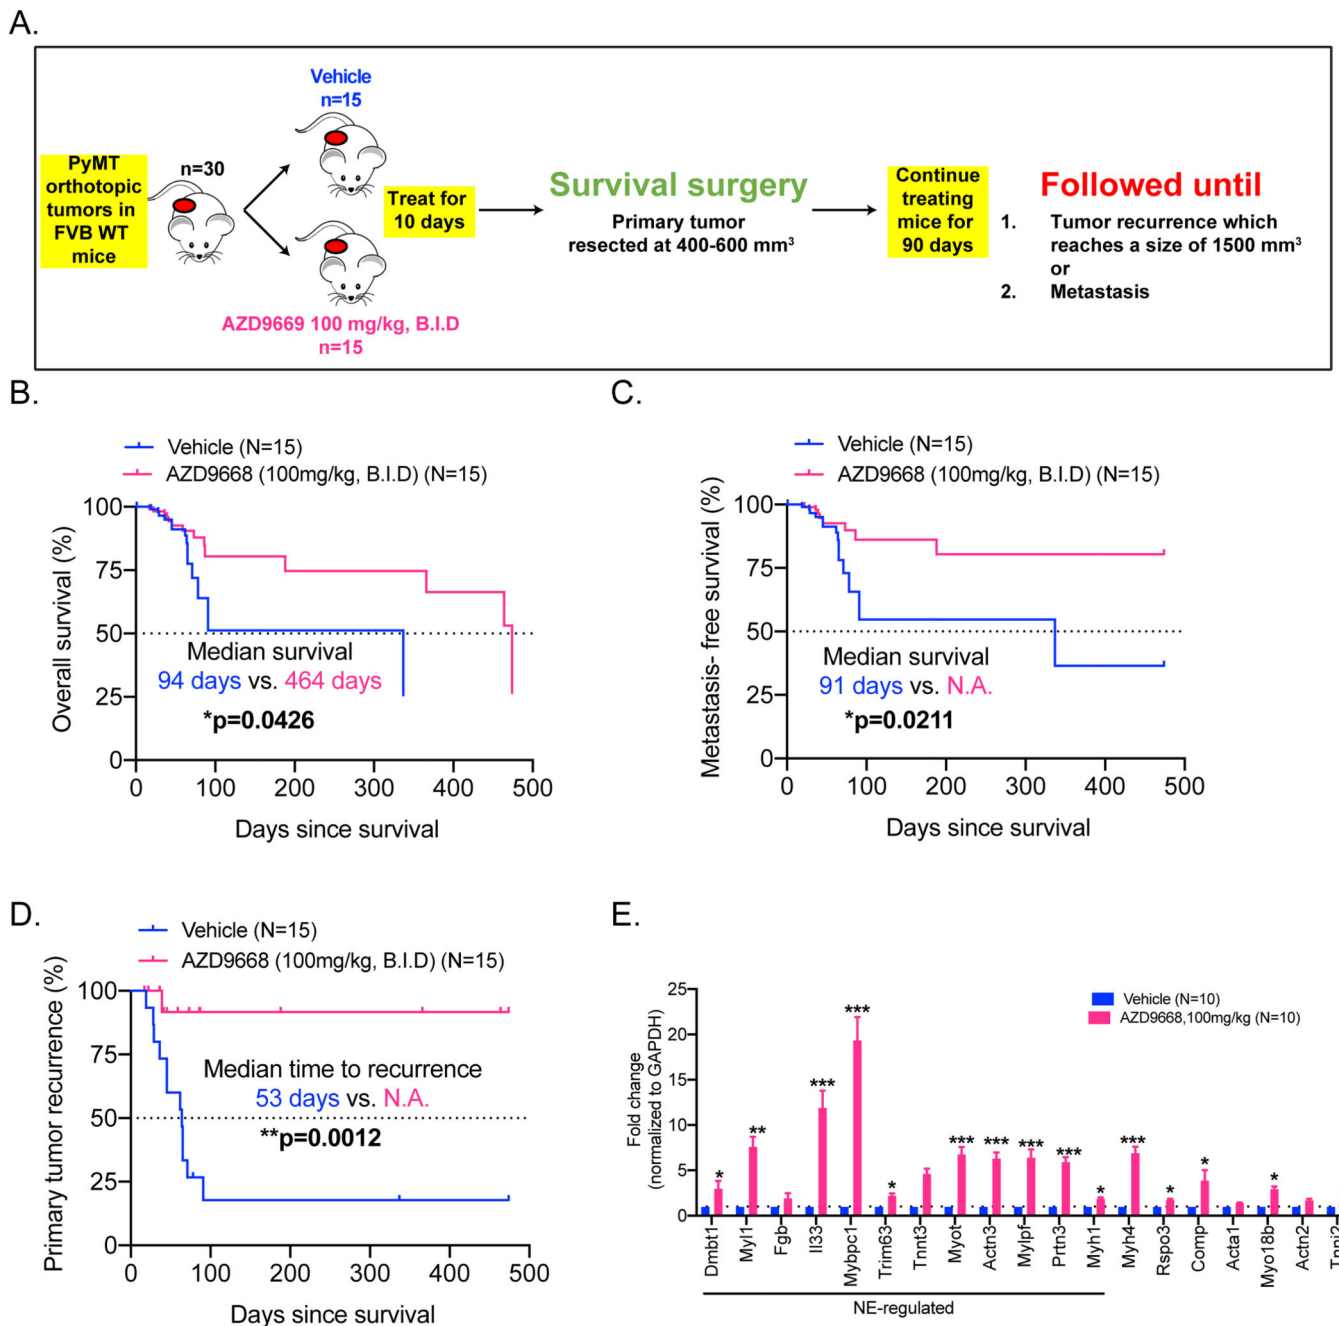 A.
PyMT
orthotopic
tumors in
FVB WT
mice
n=30
Vehicle
n=15
AZD9669 100 mg/kg, B.I.D
n=15
Treat for
10 days
Survival surgery
Primary tumor
resected at 400-600 mm³
Continue
treating
mice for
90 days
Followed until
1. Tumor recurrence which
reaches a size of 1500 mm³
or
2. Metastasis
B.
Vehicle (N=15)
AZD9668 (100mg/kg, B.I.D) (N=15)
Overall survival (%)
100
75
50
25
0
Median survival
94 days vs. 464 days
*p=0.0426
0 100 200 300 400 500
Days since survival
C.
Vehicle (N=15)
AZD9668 (100mg/kg, B.I.D) (N=15)
Metastasis- free survival (%)
100
75
50
25
0
Median survival
91 days vs. N.A.
*p=0.0211
0 100 200 300 400 500
Days since survival
D.
Vehicle (N=15)
AZD9668 (100mg/kg, B.I.D) (N=15)
Primary tumor recurrence (%)
100
75
50
25
0
Median time to recurrence
53 days vs. N.A.
**p=0.0012
0 100 200 300 400 500
Days since survival
E.
Vehicle (N=10)
AZD9668,100mg/kg (N=10)
Fold change
(normalized to GAPDH)
25
20
15
10
5
0
* ** *** *** * *** *** *** *** * *** * * *
Dmbt1
Myl1
Fgb
Il33
Mybpc1
Trim63
Tnnt3
Myot
Actn3
Mylpf
Prtn3
Myh1
Myh4
Rspo3
Comp
Acta1
Myo18b
Actn2
Tnni2
NE-regulated